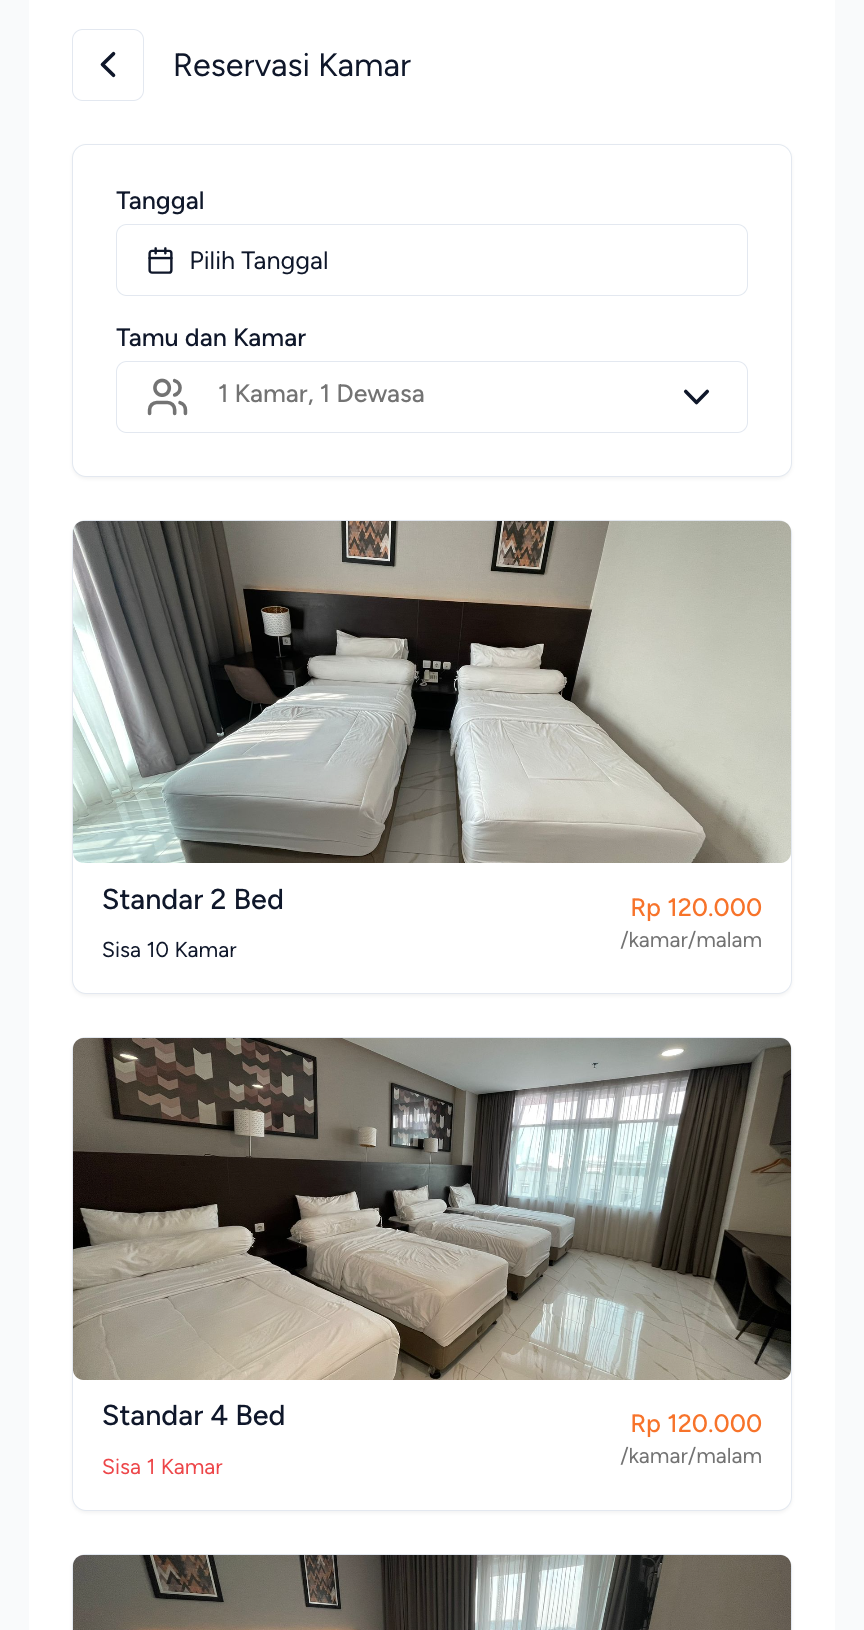 Reservasi Kamar
Tanggal
Pilih Tanggal
Tamu dan Kamar
1 Kamar, 1 Dewasa
Standar 2 Bed
Rp 120.000
Sisa 10 Kamar
/kamar/malam
Standar 4 Bed
Rp 120.000
Sisa 1 Kamar
/kamar/malam